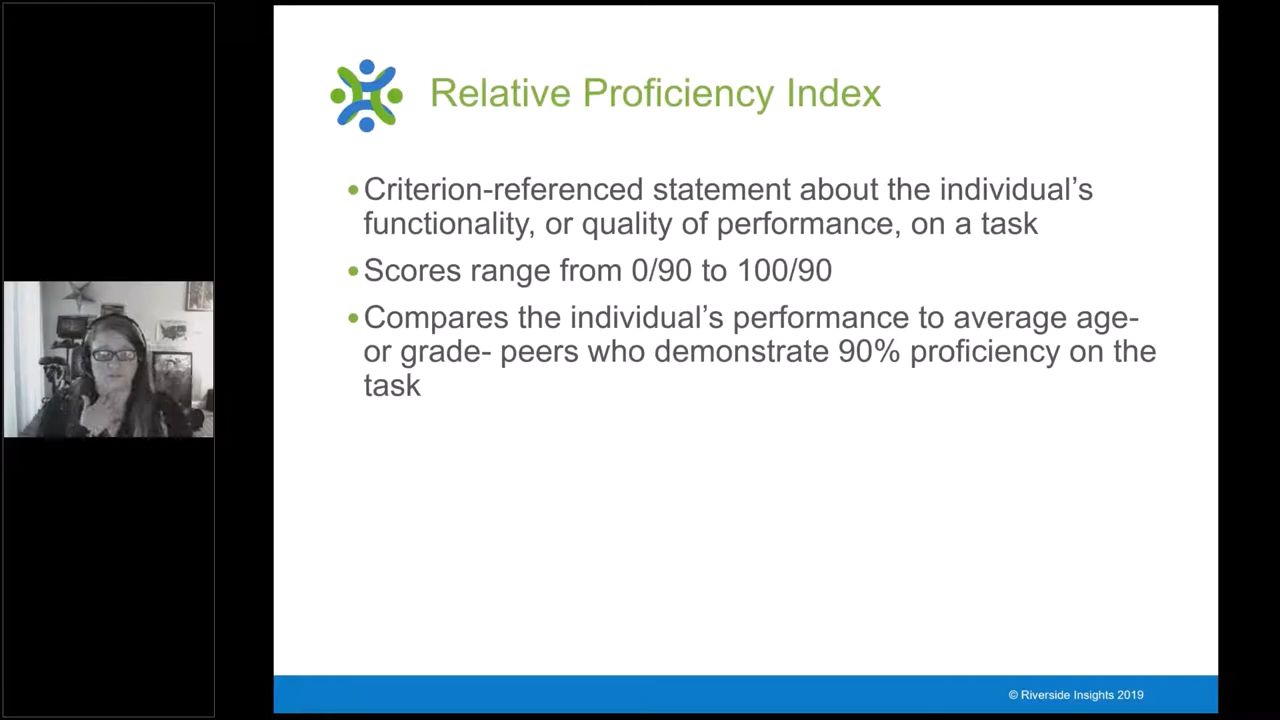 Relative Proficiency Index
•Criterion-referenced statement about the individual’s
functionality, or quality of performance, on a task
•Scores range from 0/90 to 100/90
•Compares the individual’s performance to average age-
or grade- peers who demonstrate 90% proficiency on the
task
© Riverside Insights 2019